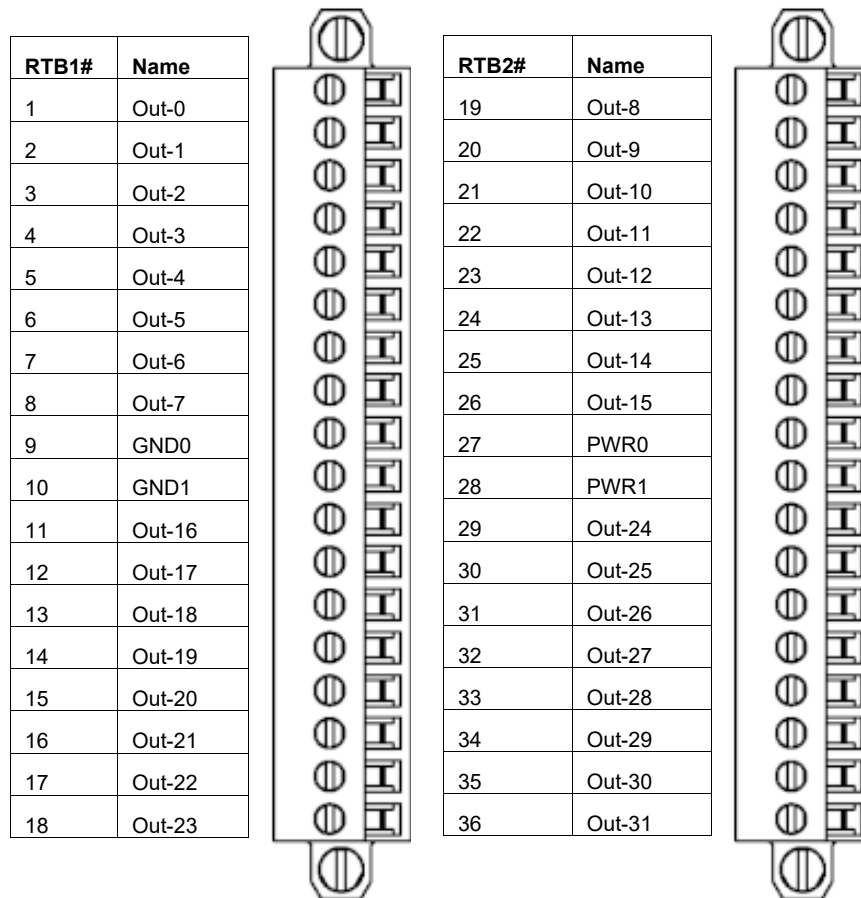 RTB1# Name
1 Out-0
2 Out-1
3 Out-2
4 Out-3
5 Out-4
6 Out-5
7 Out-6
8 Out-7
9 GND0
10 GND1
11 Out-16
12 Out-17
13 Out-18
14 Out-19
15 Out-20
16 Out-21
17 Out-22
18 Out-23
RTB2# Name
19 Out-8
20 Out-9
21 Out-10
22 Out-11
23 Out-12
24 Out-13
25 Out-14
26 Out-15
27 PWR0
28 PWR1
29 Out-24
30 Out-25
31 Out-26
32 Out-27
33 Out-28
34 Out-29
35 Out-30
36 Out-31